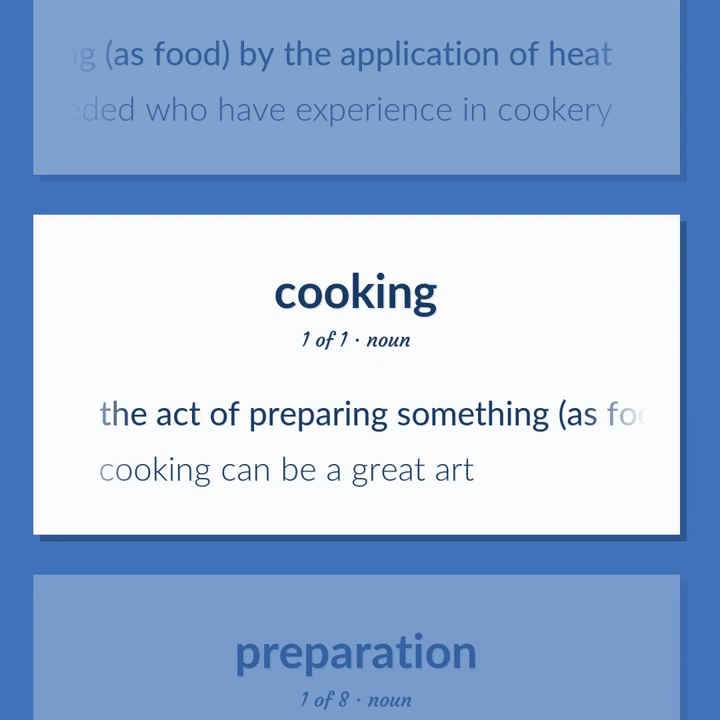 (as food) by the application of heat
who have experience in cookery
cooking
1 of 1 · noun
the act of preparing something (as
cooking can be a great art
preparation
1 of 8 · noun